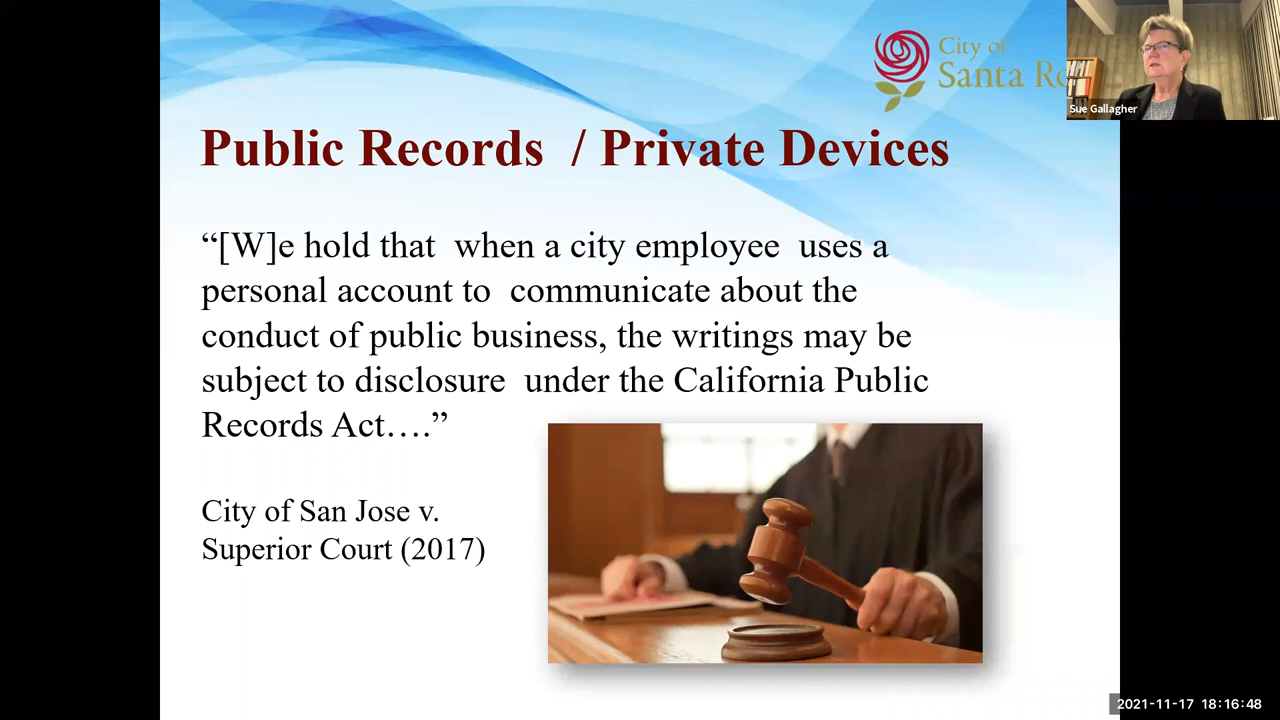 City of
Santa Ro
Sue Gallagher
Public Records / Private Devices
“[W]e hold that when a city employee uses a
personal account to communicate about the
conduct of public business, the writings may be
subject to disclosure under the California Public
Records Act….”
City of San Jose v.
Superior Court (2017)
2021-11-17 18:16:48